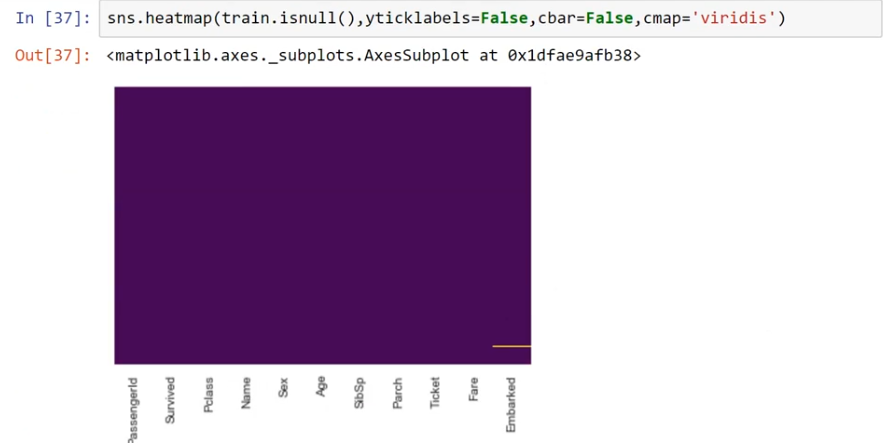 In [37]: sns.heatmap(train.isnull(),yticklabels=False,cbar=False,cmap='viridis')
Out[37]: <matplotlib.axes._subplots.AxesSubplot at 0x1dfae9afb38>
PassengerId
Survived
Pclass
Name
Sex
Age
SibSp
Parch
Ticket
Fare
Embarked